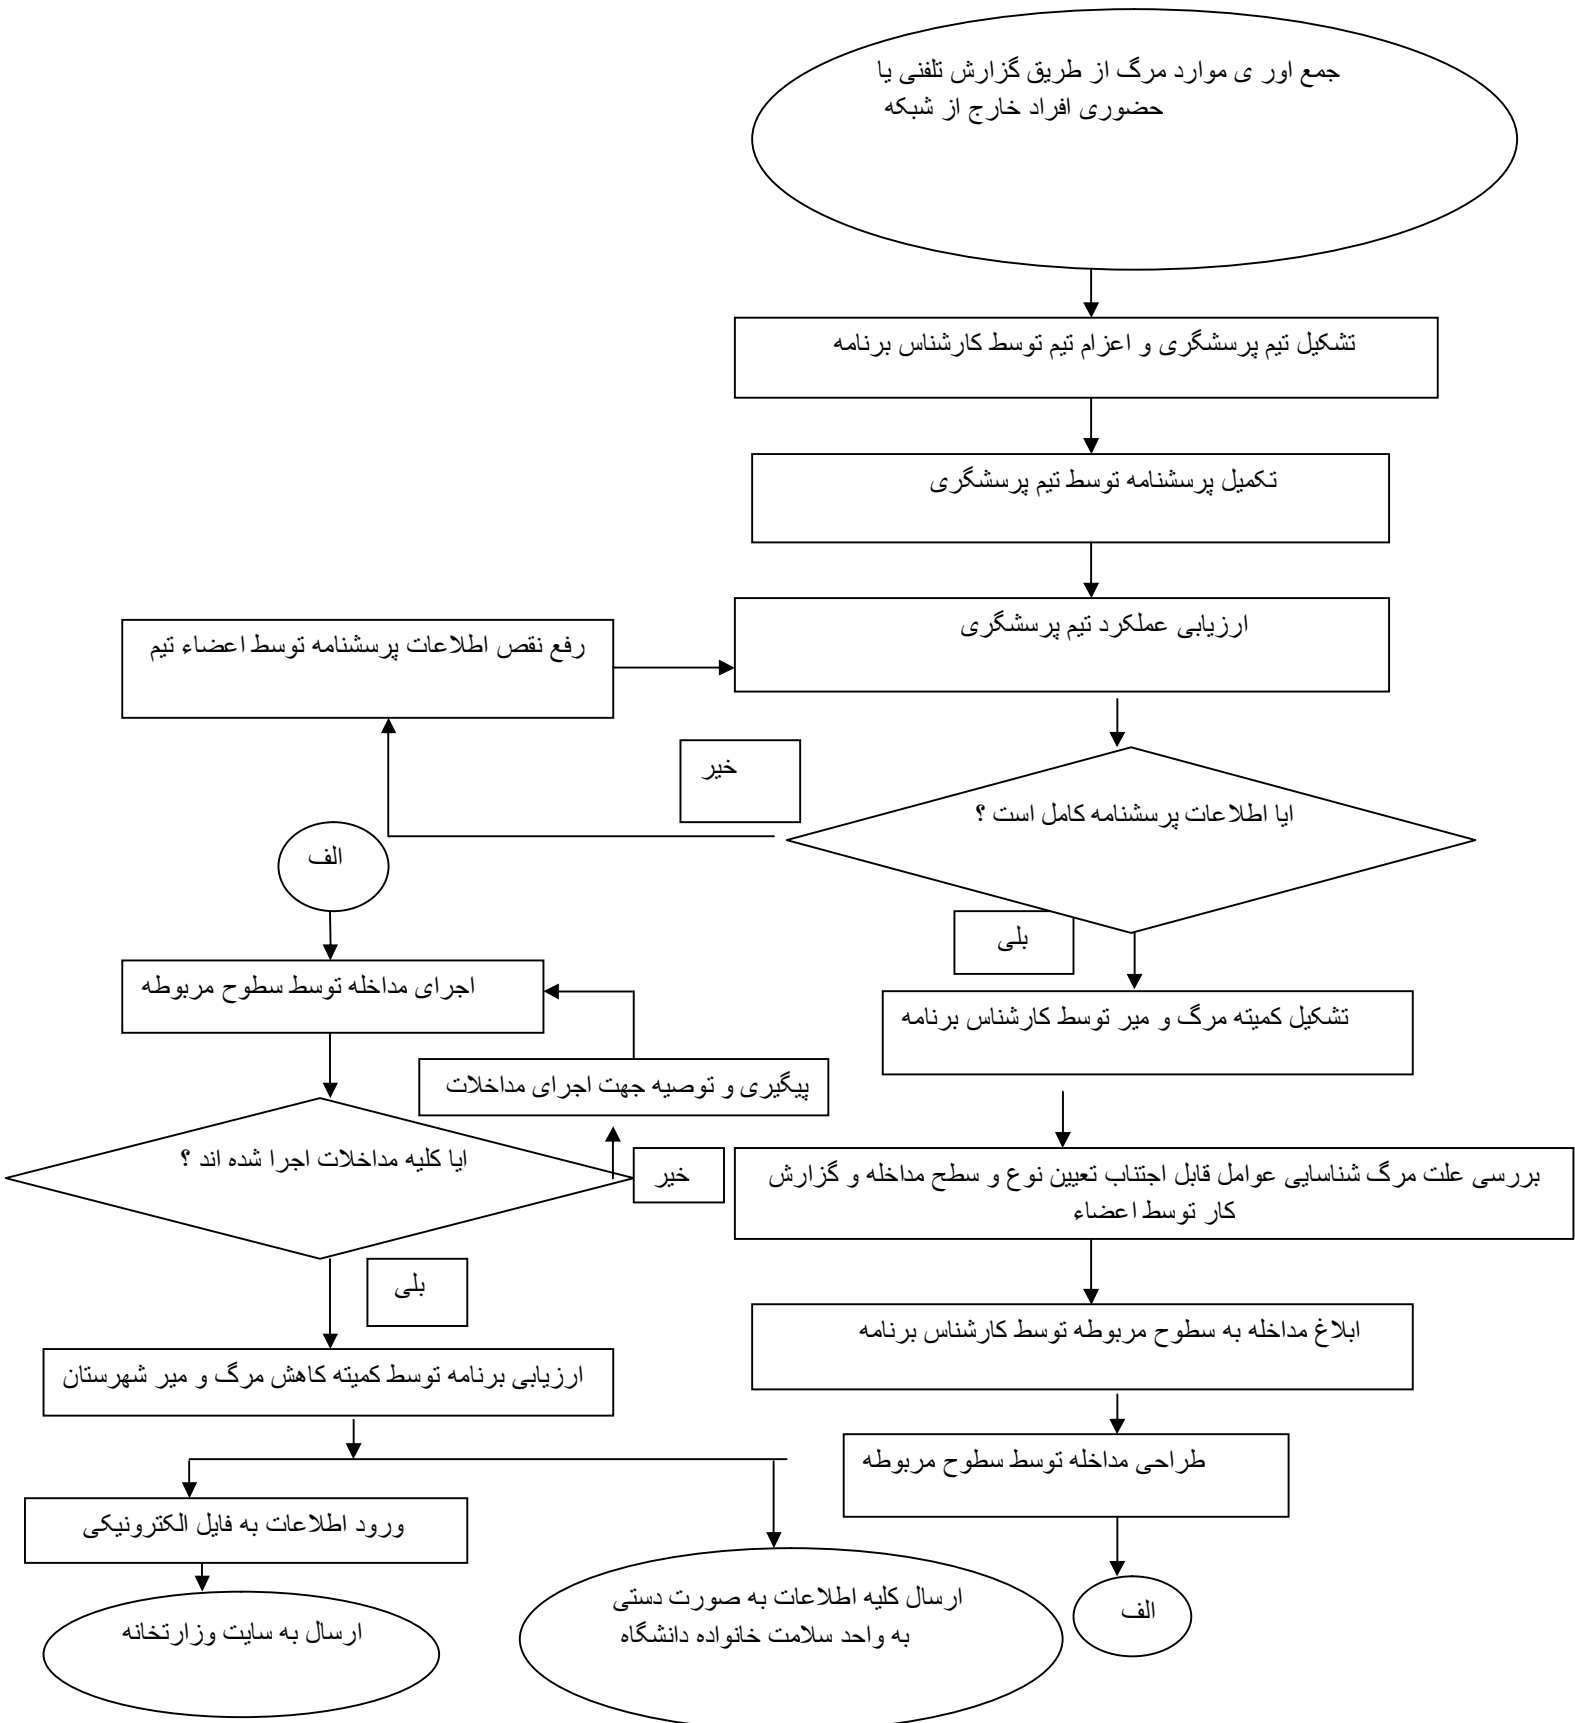 جمع اور ی موارد مرگ از طریق گزارش تلفنی یا
حضوری افراد خارج از شبکه
تشکیل تیم پرسشگری و اعزام تیم توسط کارشناس برنامه
تکمیل پرسشنامه توسط تیم پرسشگری
ارزیابی عملکرد تیم پرسشگری
رفع نقص اطلاعات پرسشنامه توسط اعضاء تیم
خیر
ایا اطلاعات پرسشنامه کامل است ؟
بلی
تشکیل کمیته مرگ و میر توسط کارشناس برنامه
بررسی علت مرگ شناسایی عوامل قابل اجتناب تعیین نوع و سطح مداخله و گزارش
کار توسط اعضاء
ابلاغ مداخله به سطوح مربوطه توسط کارشناس برنامه
طراحی مداخله توسط سطوح مربوطه
الف
الف
اجرای مداخله توسط سطوح مربوطه
پیگیری و توصیه جهت اجرای مداخلات
ایا کلیه مداخلات اجرا شده اند ؟
خیر
بلی
ارزیابی برنامه توسط کمیته کاهش مرگ و میر شهرستان
ورود اطلاعات به فایل الکترونیکی
ارسال به سایت وزارتخانه
ارسال کلیه اطلاعات به صورت دستی
به واحد سلامت خانواده دانشگاه